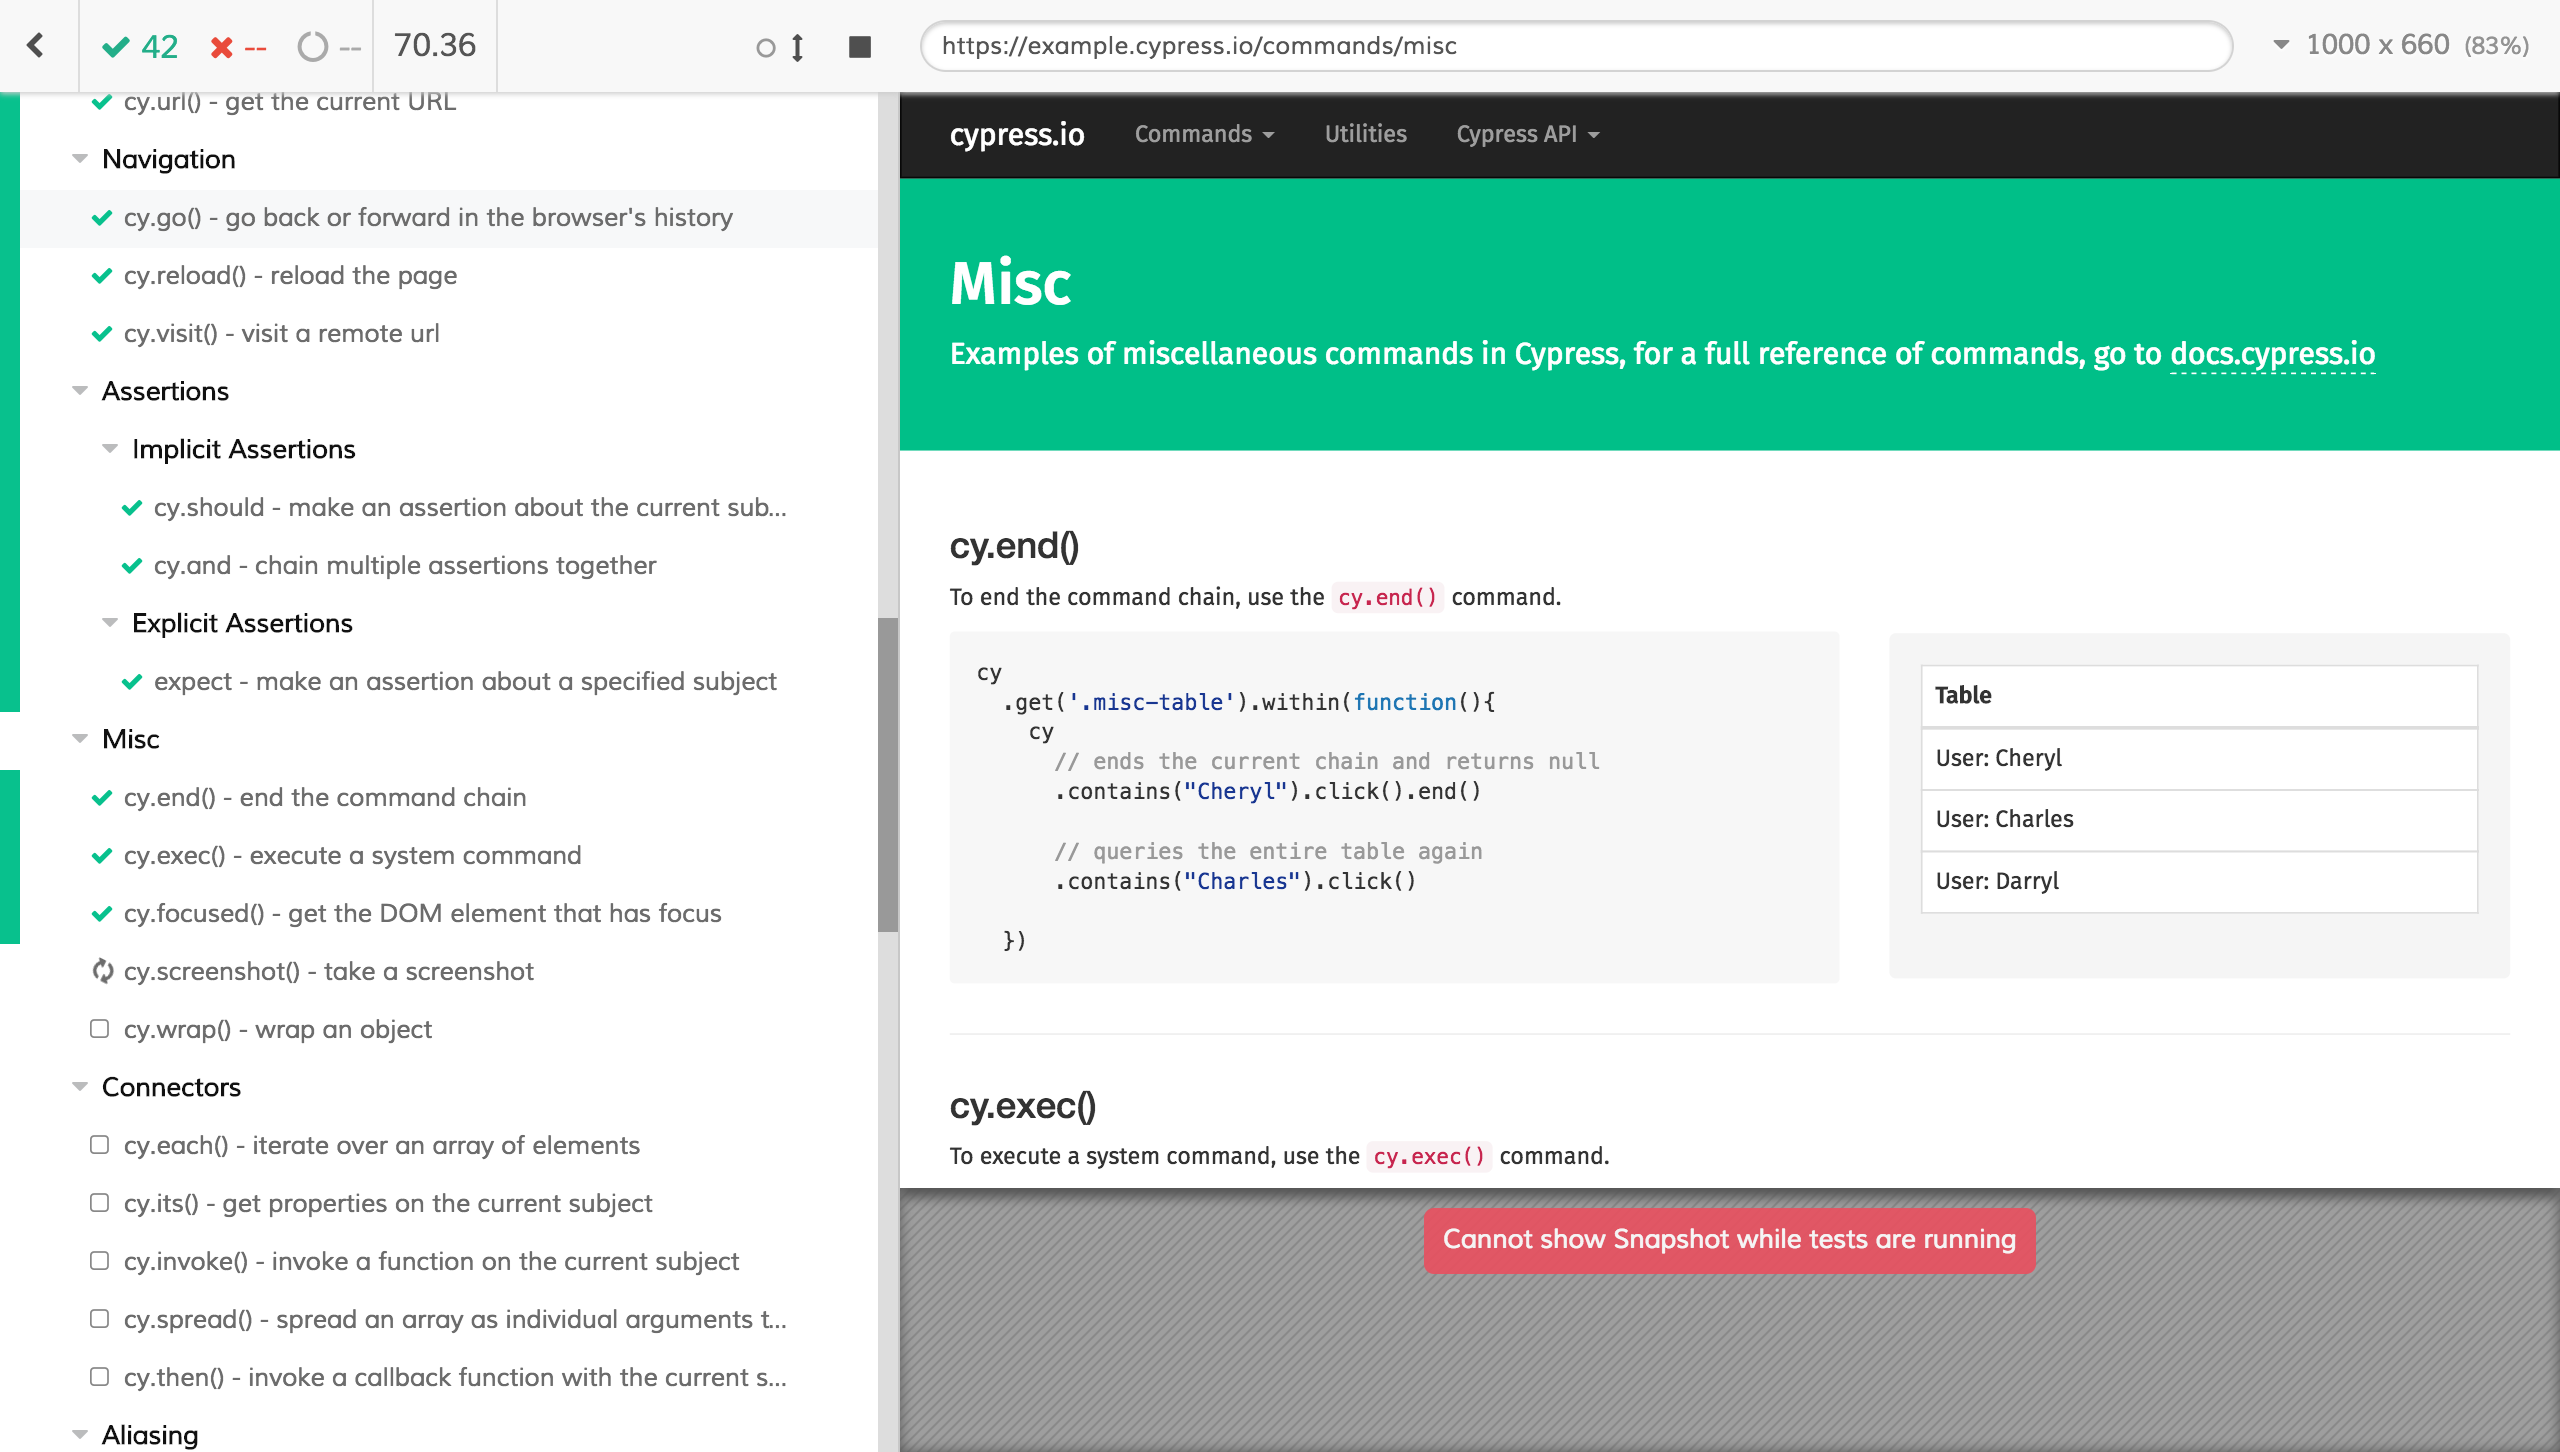 42 -- -- 70.36
https://example.cypress.io/commands/misc
1000 x 660 (83%)
cy.url() - get the current URL
Navigation
cy.go() - go back or forward in the browser's history
cy.reload() - reload the page
cy.visit() - visit a remote url
Assertions
Implicit Assertions
cy.should - make an assertion about the current sub...
cy.and - chain multiple assertions together
Explicit Assertions
expect - make an assertion about a specified subject
Misc
cy.end() - end the command chain
cy.exec() - execute a system command
cy.focused() - get the DOM element that has focus
cy.screenshot() - take a screenshot
cy.wrap() - wrap an object
Connectors
cy.each() - iterate over an array of elements
cy.its() - get properties on the current subject
cy.invoke() - invoke a function on the current subject
cy.spread() - spread an array as individual arguments t...
cy.then() - invoke a callback function with the current s...
Aliasing
cypress.io Commands Utilities Cypress API
Misc
Examples of miscellaneous commands in Cypress, for a full reference of commands, go to docs.cypress.io
cy.end()
To end the command chain, use the cy.end() command.
cy
.get('.misc-table').within(function(){
cy
// ends the current chain and returns null
.contains("Cheryl").click().end()
// queries the entire table again
.contains("Charles").click()
})
Table
User: Cheryl
User: Charles
User: Darryl
cy.exec()
To execute a system command, use the cy.exec() command.
Cannot show Snapshot while tests are running